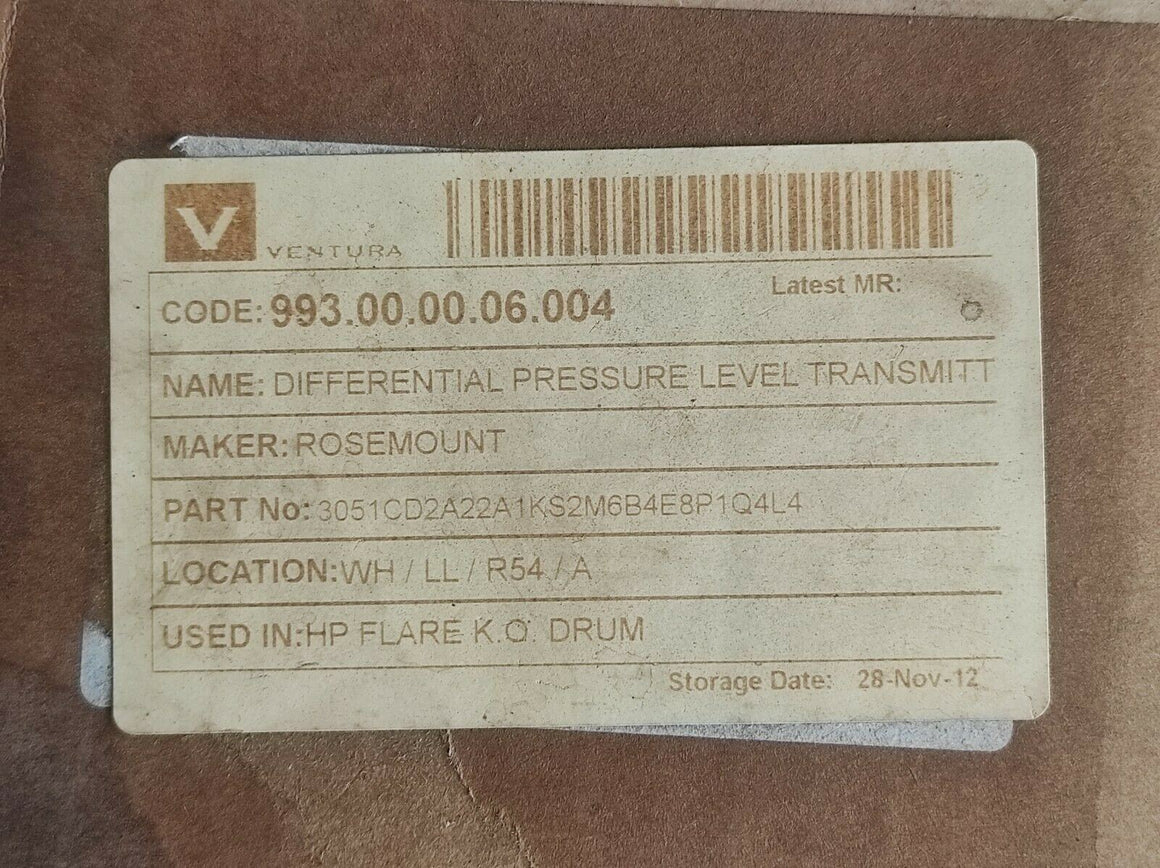 V
VENTURA
Latest MR:
CODE: 993.00.00.06.004
NAME: DIFFERENTIAL PRESSURE LEVEL TRANSMITT
MAKER: ROSEMOUNT
PART No: 3051CD2A22A1KS2M6B4E8P1Q4L4
LOCATION: WH / LL / R54 / A
USED IN: HP FLARE K.O. DRUM
Storage Date: 28-Nov-12